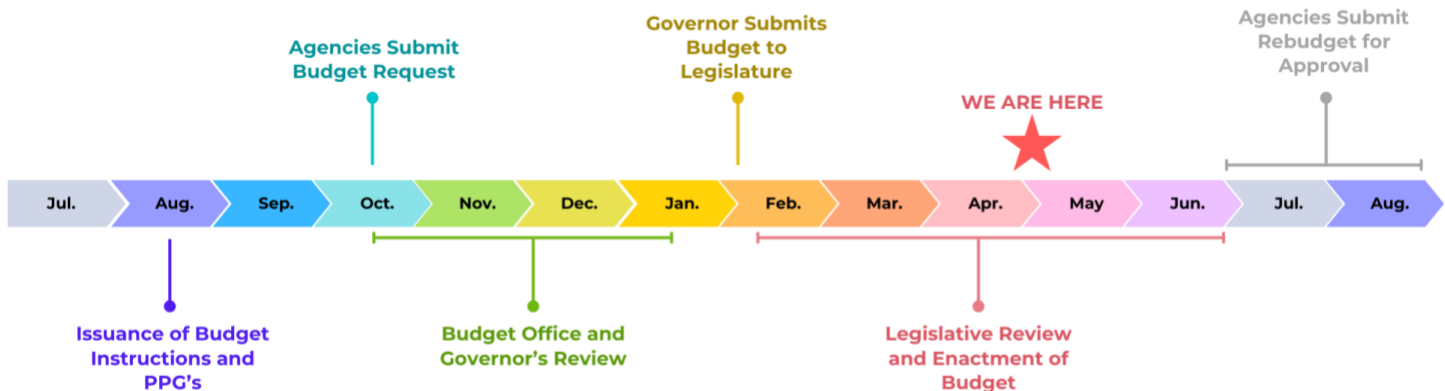 Agencies Submit
Budget Request
Governor Submits
Budget to
Legislature
WE ARE HERE
Agencies Submit
Rebudget for
Approval
Jul. Aug. Sep. Oct. Nov. Dec. Jan. Feb. Mar. Apr. May Jun. Jul. Aug.
Issuance of Budget
Instructions and
PPG's
Budget Office and
Governor's Review
Legislative Review
and Enactment of
Budget